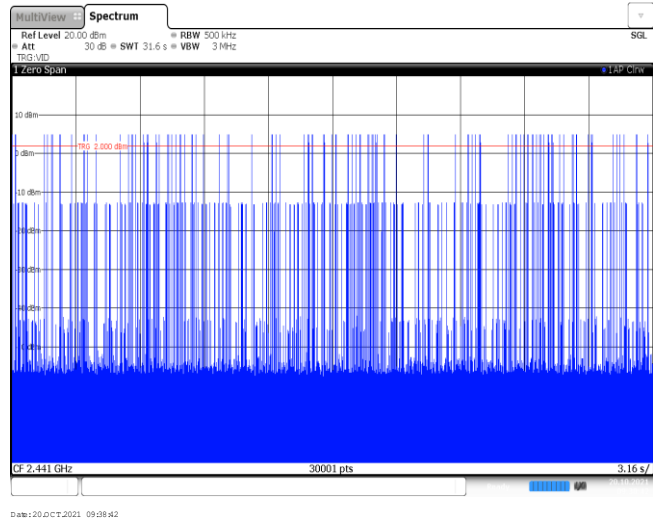 MultiView Spectrum
Ref Level 20.00 dBm RBW 500 kHz SGL
Att 30 dB SWT 31.6 s VBW 3 MHz
TRG:VID
1 Zero Span 1AP Clrw
10 dBm
TRG 2.000 dBm
0 dBm
-10 dBm
-20 dBm
-30 dBm
CF 2.441 GHz 30001 pts 3.16 s/
Date: 20.OCT.2021 09:38:42